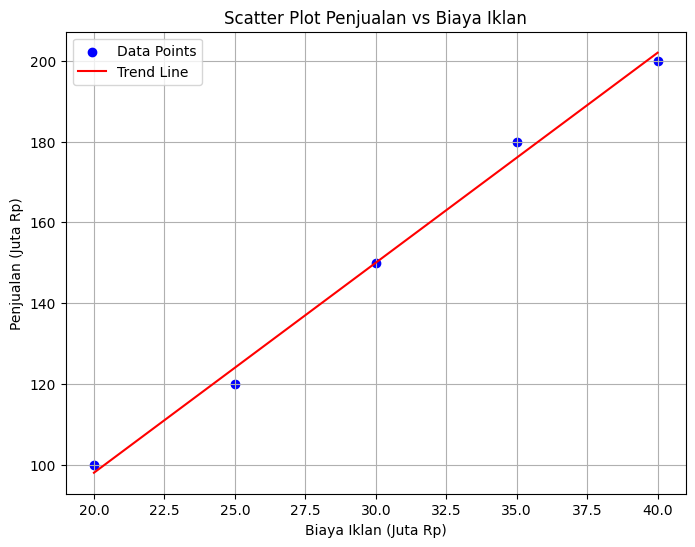 Scatter Plot Penjualan vs Biaya Iklan
Data Points
Trend Line
Penjualan (Juta Rp)
200
180
160
140
120
100
20.0 22.5 25.0 27.5 30.0 32.5 35.0 37.5 40.0
Biaya Iklan (Juta Rp)